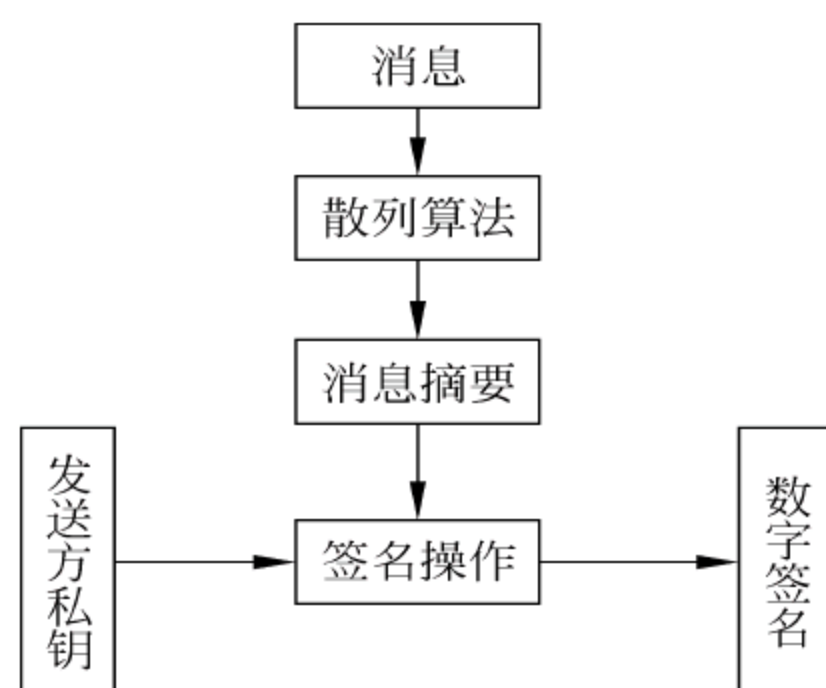 消息
散列算法
消息摘要
发送方私钥
签名操作
数字签名